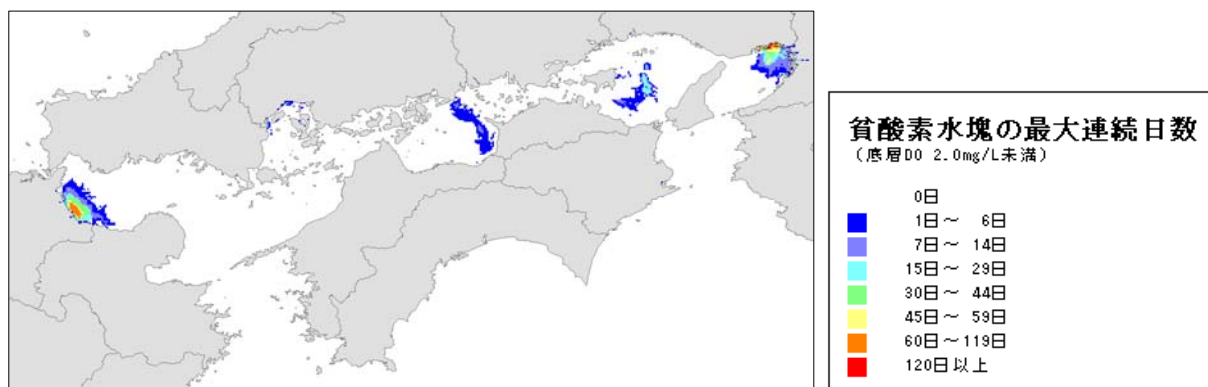 貧酸素水塊の最大連続日数
(底層DO 2.0mg/L未満)
0日
1日~ 6日
7日~ 14日
15日~ 29日
30日~ 44日
45日~ 59日
60日~119日
120日以上